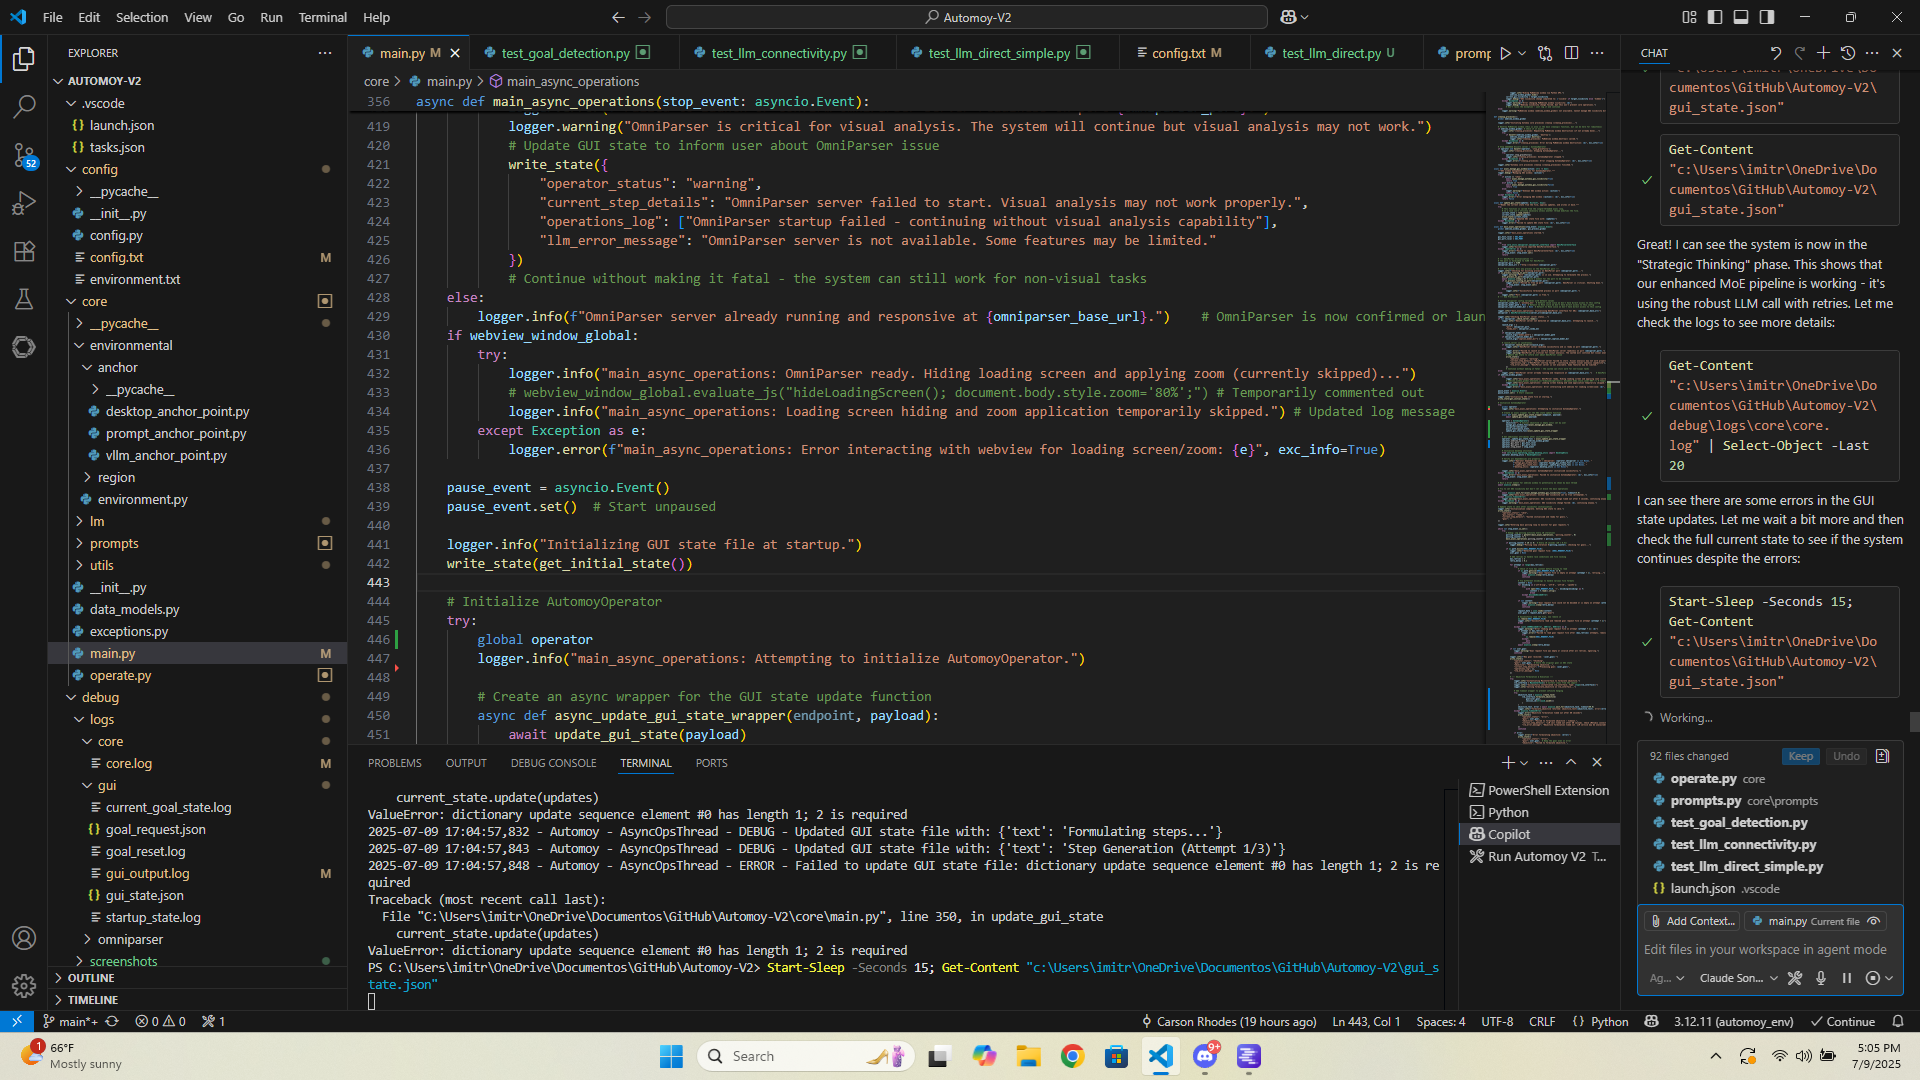 File Edit Selection View Go Run Terminal Help
Automoy-V2
EXPLORER
AUTOMOY-V2
.vscode
launch.json
tasks.json
config
__pycache__
__init__.py
config.py
config.txt M
environment.txt
core
__pycache__
environmental
anchor
__pycache__
desktop_anchor_point.py
prompt_anchor_point.py
vllm_anchor_point.py
region
environment.py
lm
prompts
utils
__init__.py
data_models.py
exceptions.py
main.py M
operate.py
debug
logs
core
core.log M
gui
current_goal_state.log
goal_request.json
goal_reset.log
gui_output.log M
gui_state.json
startup_state.log
omniparser
screenshots
OUTLINE
TIMELINE
52
main.py M
test_goal_detection.py
test_llm_connectivity.py
test_llm_direct_simple.py
config.txt M
test_llm_direct.py U
promp
core > main.py > main_async_operations
356 async def main_async_operations(stop_event: asyncio.Event):
419 logger.warning("OmniParser is critical for visual analysis. The system will continue but visual analysis may not work.")
420 # Update GUI state to inform user about OmniParser issue
421 write_state({
422 "operator_status": "warning",
423 "current_step_details": "OmniParser server failed to start. Visual analysis may not work properly.",
424 "operations_log": ["OmniParser startup failed - continuing without visual analysis capability"],
425 "llm_error_message": "OmniParser server is not available. Some features may be limited."
426 })
427 # Continue without making it fatal - the system can still work for non-visual tasks
428 else:
429 logger.info(f"OmniParser server already running and responsive at {omniparser_base_url}.") # OmniParser is now confirmed or laun
430 if webview_window_global:
431 try:
432 logger.info("main_async_operations: OmniParser ready. Hiding loading screen and applying zoom (currently skipped)...")
433 # webview_window_global.evaluate_js("hideLoadingScreen(); document.body.style.zoom='80%';") # Temporarily commented out
434 logger.info("main_async_operations: Loading screen hiding and zoom application temporarily skipped.") # Updated log message
435 except Exception as e:
436 logger.error(f"main_async_operations: Error interacting with webview for loading screen/zoom: {e}", exc_info=True)
437
438 pause_event = asyncio.Event()
439 pause_event.set() # Start unpaused
440
441 logger.info("Initializing GUI state file at startup.")
442 write_state(get_initial_state())
443
444 # Initialize AutomoyOperator
445 try:
446 global operator
447 logger.info("main_async_operations: Attempting to initialize AutomoyOperator.")
448
449 # Create an async wrapper for the GUI state update function
450 async def async_update_gui_state_wrapper(endpoint, payload):
451 await update_gui_state(payload)
PROBLEMS OUTPUT DEBUG CONSOLE TERMINAL PORTS
current_state.update(updates)
ValueError: dictionary update sequence element #0 has length 1; 2 is required
2025-07-09 17:04:57,832 - Automoy - AsyncOpsThread - DEBUG - Updated GUI state file with: {'text': 'Formulating steps...'}
2025-07-09 17:04:57,843 - Automoy - AsyncOpsThread - DEBUG - Updated GUI state file with: {'text': 'Step Generation (Attempt 1/3)'}
2025-07-09 17:04:57,848 - Automoy - AsyncOpsThread - ERROR - Failed to update GUI state file: dictionary update sequence element #0 has length 1; 2 is re
quired
Traceback (most recent call last):
File "C:\Users\imitr\OneDrive\Documentos\GitHub\Automoy-V2\core\main.py", line 350, in update_gui_state
current_state.update(updates)
ValueError: dictionary update sequence element #0 has length 1; 2 is required
PS C:\Users\imitr\OneDrive\Documentos\GitHub\Automoy-V2> Start-Sleep -Seconds 15; Get-Content "c:\Users\imitr\OneDrive\Documentos\GitHub\Automoy-V2\gui_s
tate.json"
PowerShell Extension
Python
Copilot
Run Automoy V2 T...
CHAT
"c:\Users\imitr\OneDrive\Do
cumentos\GitHub\Automoy-V2\
gui_state.json"
Get-Content
"c:\Users\imitr\OneDrive\Do
cumentos\GitHub\Automoy-V2\
gui_state.json"
Great! I can see the system is now in the
"Strategic Thinking" phase. This shows that
our enhanced MoE pipeline is working - it's
using the robust LLM call with retries. Let me
check the logs to see more details:
Get-Content
"c:\Users\imitr\OneDrive\Do
cumentos\GitHub\Automoy-V2\
debug\logs\core\core.
log" | Select-Object -Last
20
I can see there are some errors in the GUI
state updates. Let me wait a bit more and then
check the full current state to see if the system
continues despite the errors:
Start-Sleep -Seconds 15;
Get-Content
"c:\Users\imitr\OneDrive\Do
cumentos\GitHub\Automoy-V2\
gui_state.json"
Working...
92 files changed Keep Undo
operate.py core
prompts.py core\prompts
test_goal_detection.py
test_llm_connectivity.py
test_llm_direct_simple.py
launch.json .vscode
Add Context... main.py Current file
Edit files in your workspace in agent mode
Ag... Claude Son...
main*+ 0 0 1
Carson Rhodes (19 hours ago) Ln 443, Col 1 Spaces: 4 UTF-8 CRLF {} Python 3.12.11 (automoy_env) Continue
1
66°F
Mostly sunny
Search
9+
5:05 PM
7/9/2025